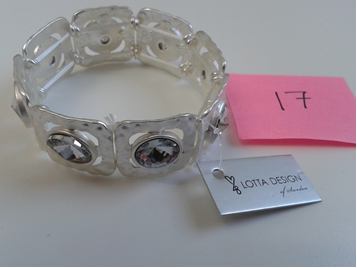 17
LOTTA DESIGN
of Sweden